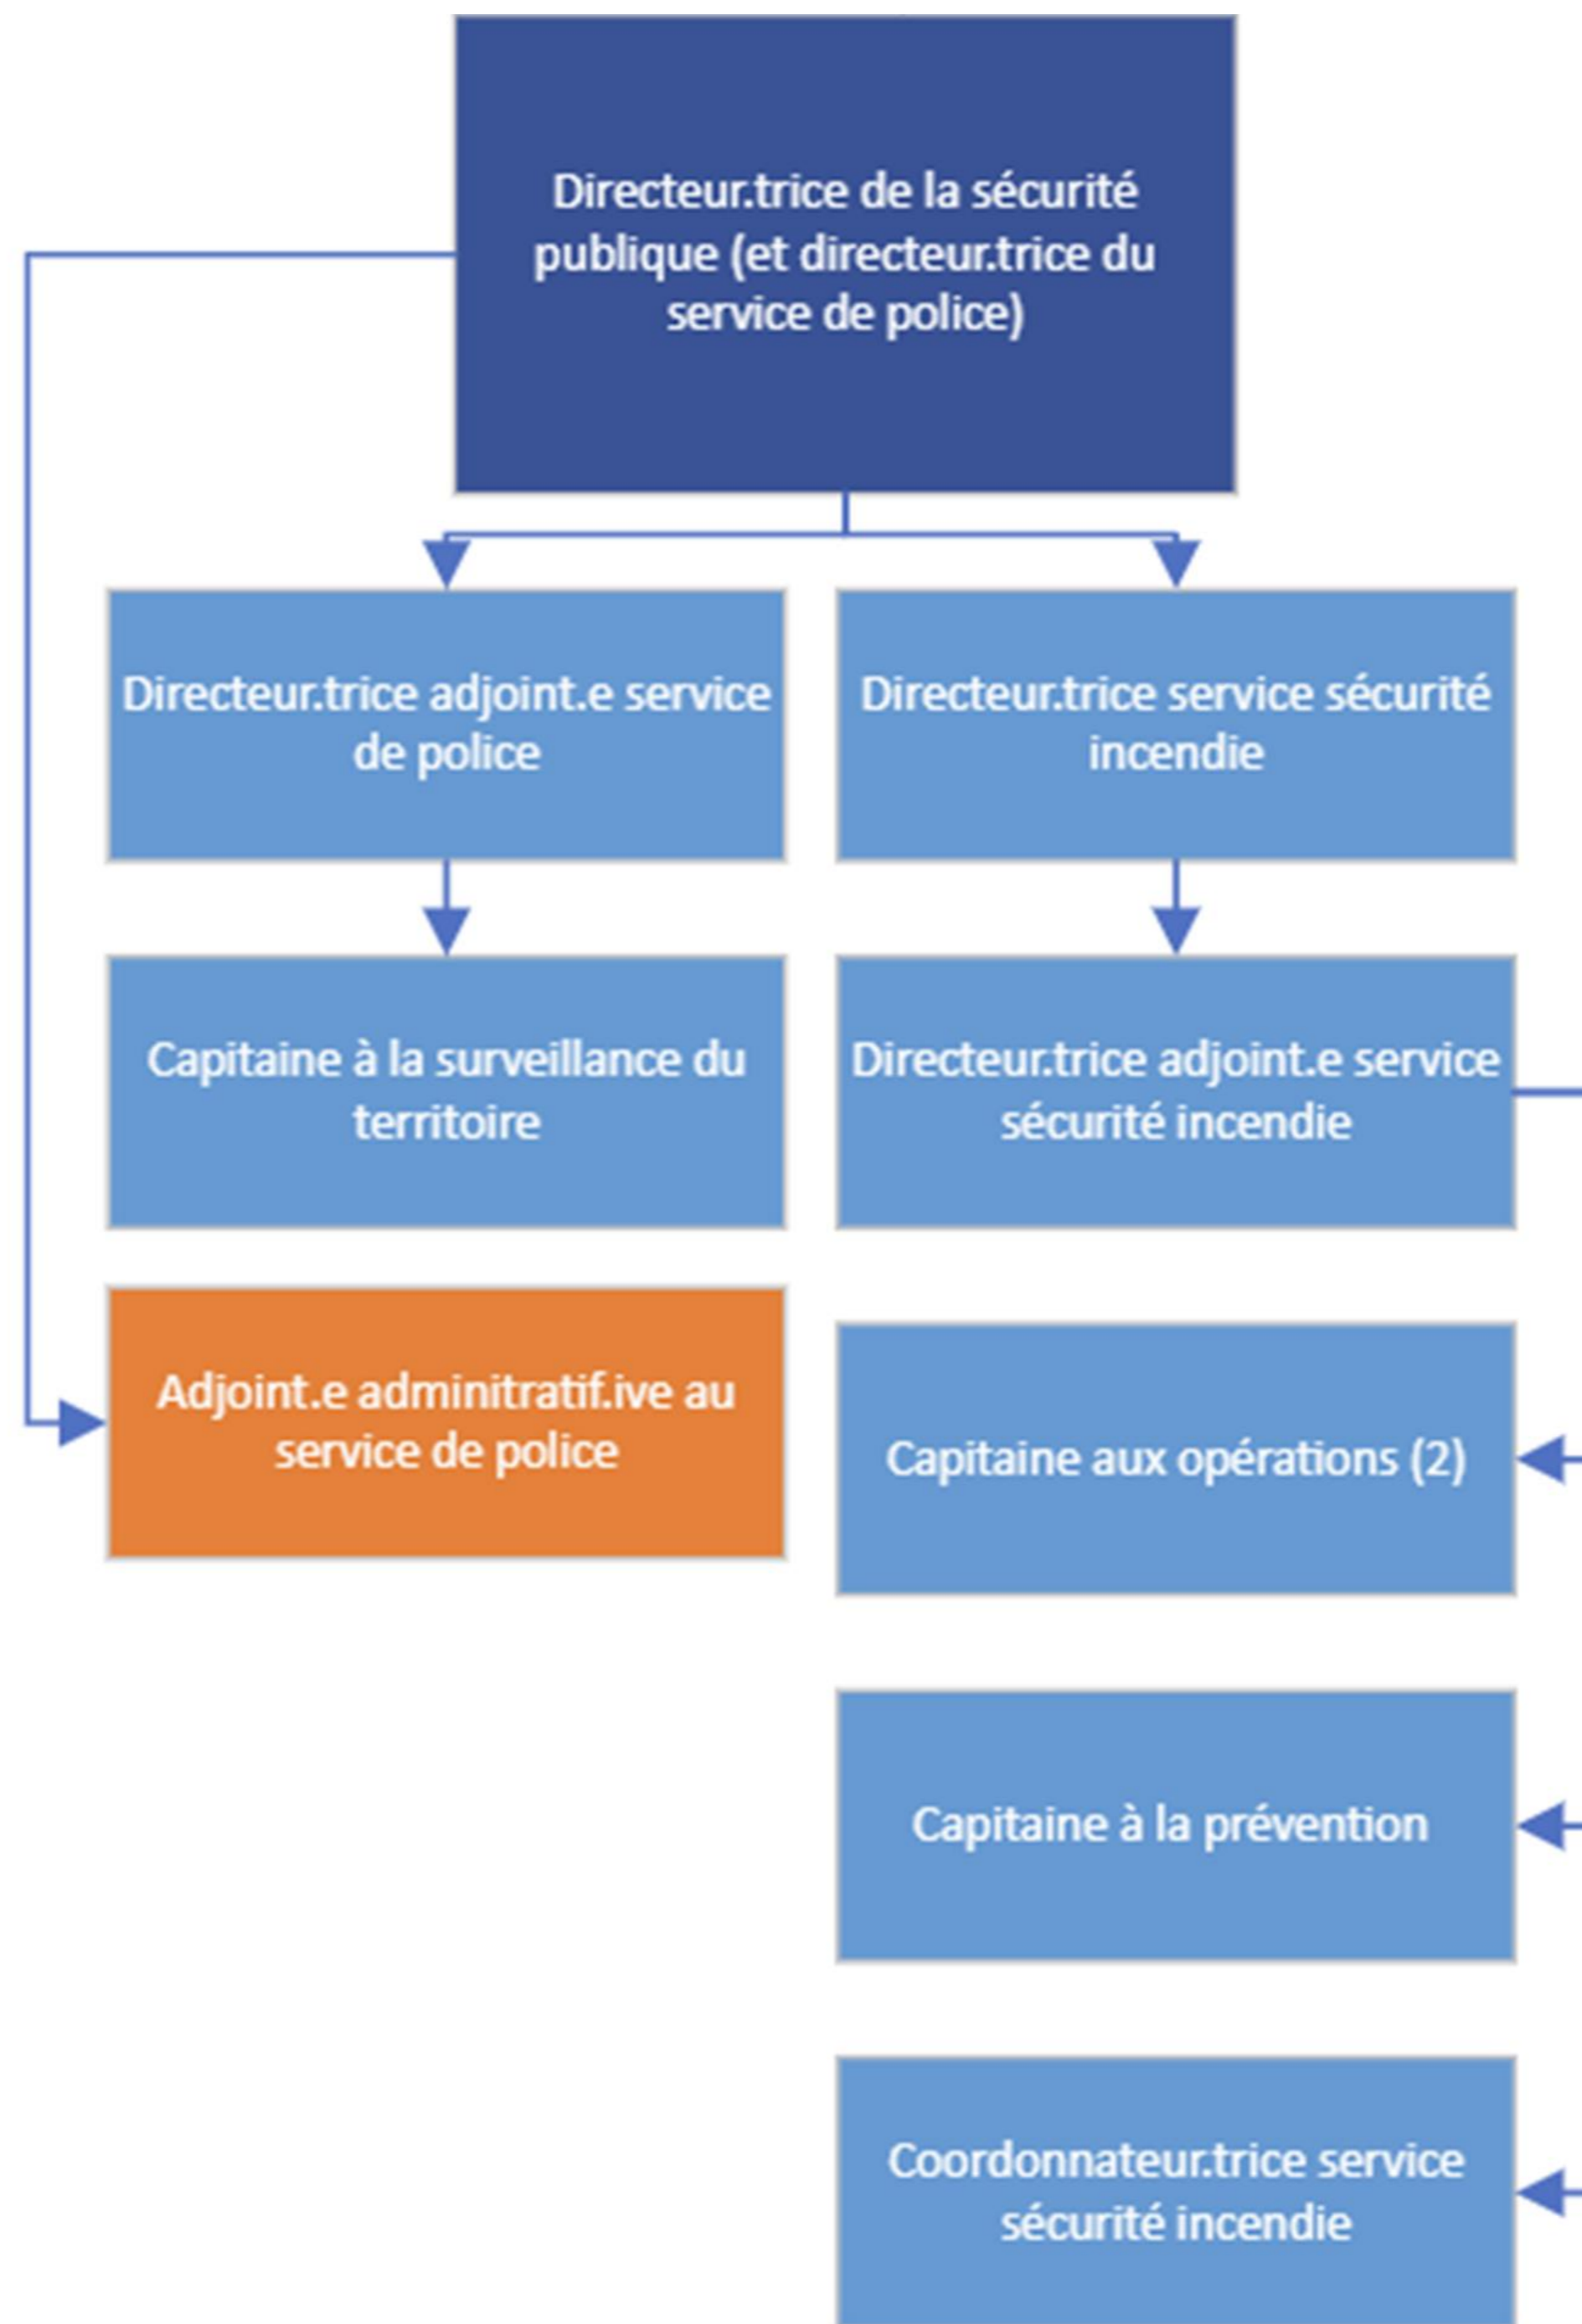 Directeur.trice de la sécurité
publique (et directeur.trice du
service de police)
Directeur.trice adjoint.e service
de police
Directeur.trice service sécurité
incendie
Capitaine à la surveillance du
territoire
Directeur.trice adjoint.e service
sécurité incendie
Adjoint.e adminitratif.ive au
service de police
Capitaine aux opérations (2)
Capitaine à la prévention
Coordonnateur.trice service
sécurité incendie